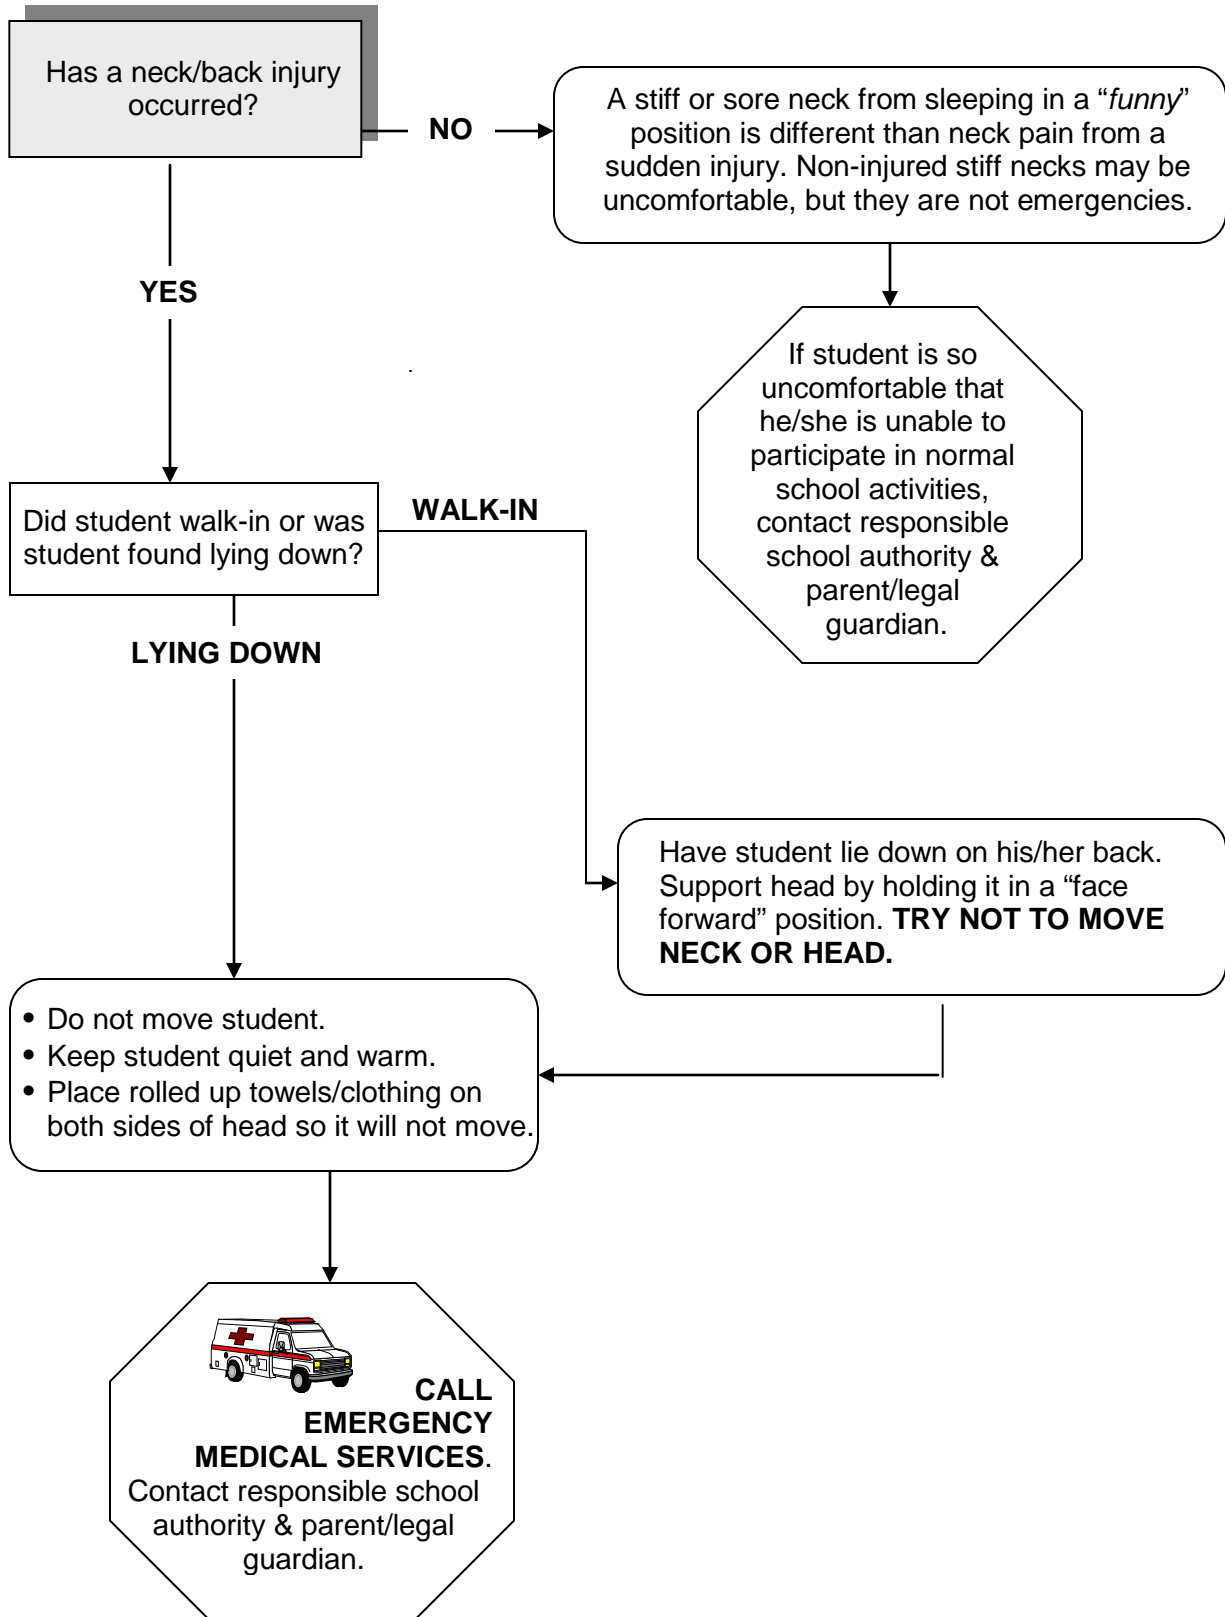 Has a neck/back injury
occurred?
NO
A stiff or sore neck from sleeping in a “funny”
position is different than neck pain from a
sudden injury. Non-injured stiff necks may be
uncomfortable, but they are not emergencies.
YES
If student is so
uncomfortable that
he/she is unable to
participate in normal
school activities,
contact responsible
school authority &
parent/legal
guardian.
Did student walk-in or was
student found lying down?
WALK-IN
LYING DOWN
Have student lie down on his/her back.
Support head by holding it in a “face
forward” position. TRY NOT TO MOVE
NECK OR HEAD.
• Do not move student.
• Keep student quiet and warm.
• Place rolled up towels/clothing on
both sides of head so it will not move.
CALL
EMERGENCY
MEDICAL SERVICES.
Contact responsible school
authority & parent/legal
guardian.